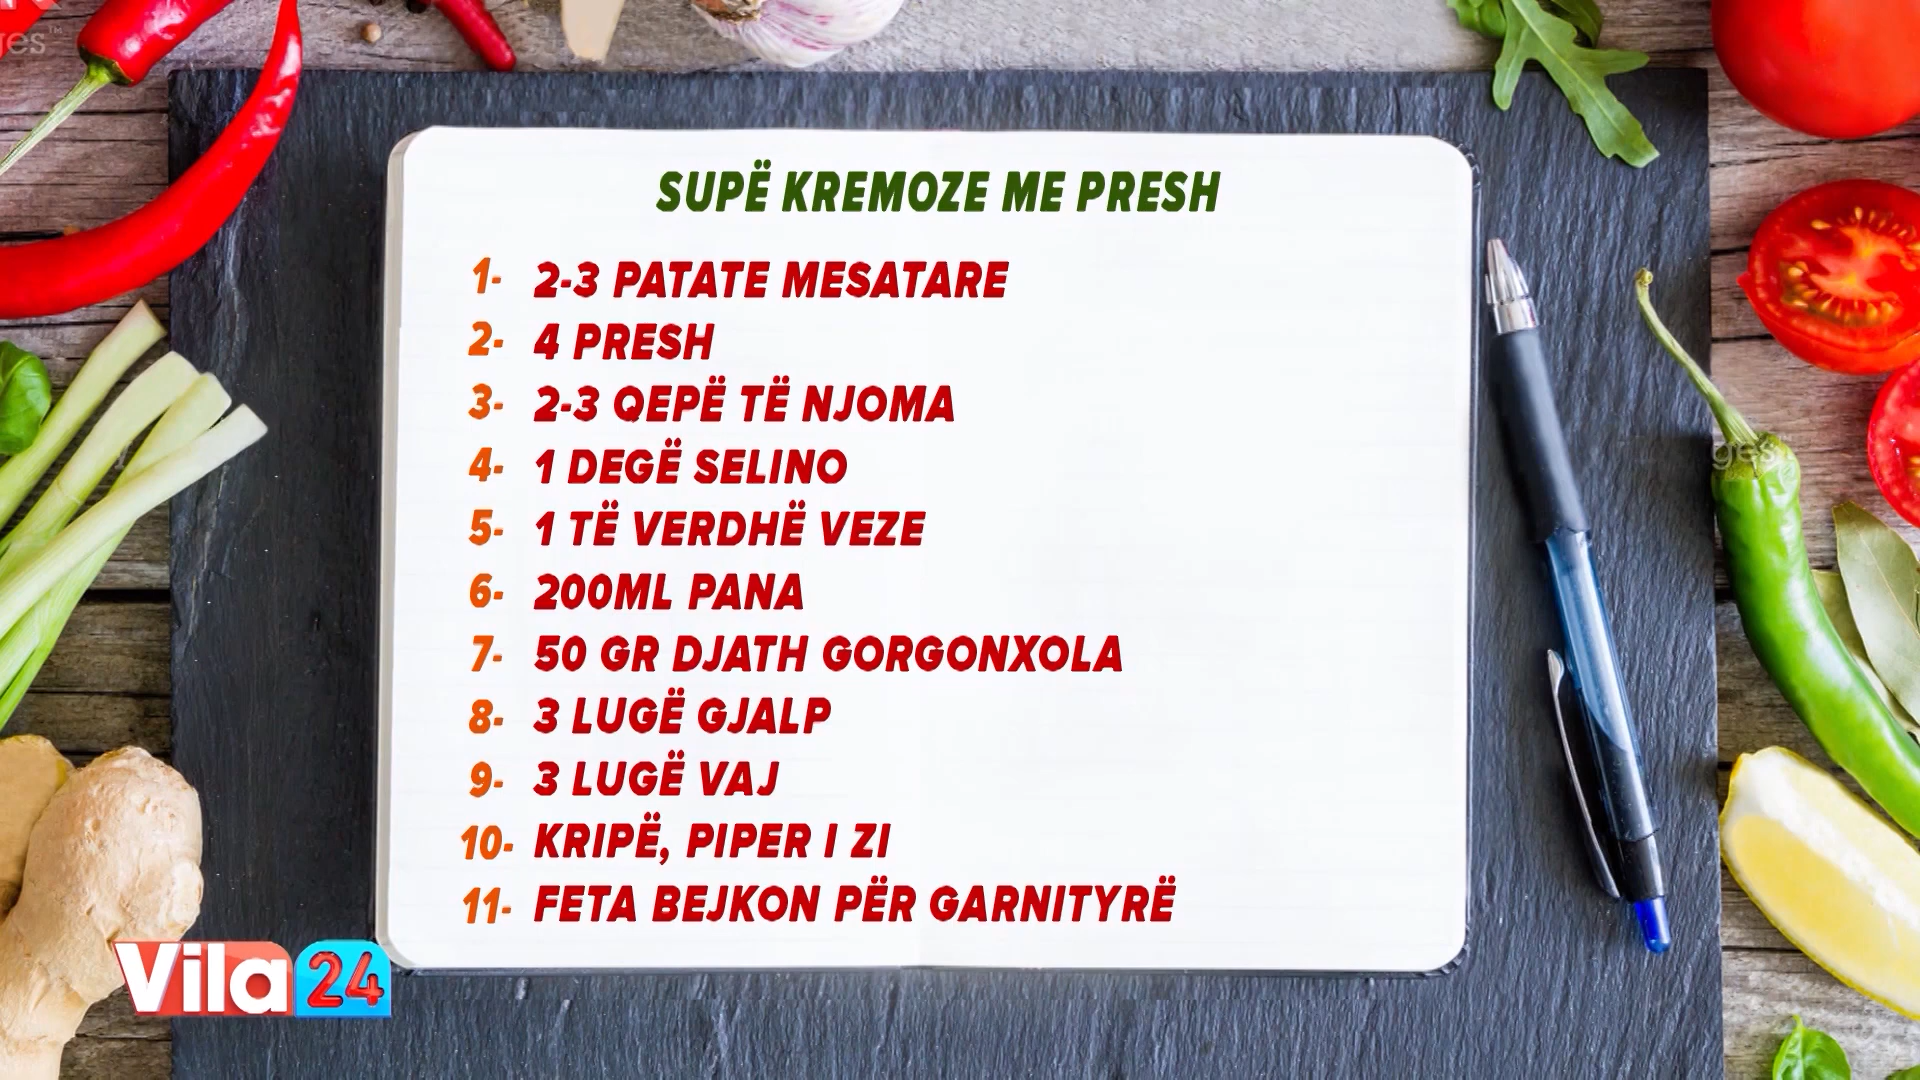 SUPË KREMOZE ME PRESH
1- 2-3 PATATE MESATARE
2- 4 PRESH
3- 2-3 QEPË TË NJOMA
4- 1 DEGË SELINO
5- 1 TË VERDHË VEZE
6- 200ML PANA
7- 50 GR DJATH GORGONXOLA
8- 3 LUGË GJALP
9- 3 LUGË VAJ
10- KRIPË, PIPER I ZI
11- FETA BEJKON PËR GARNITYRË
Vila 24